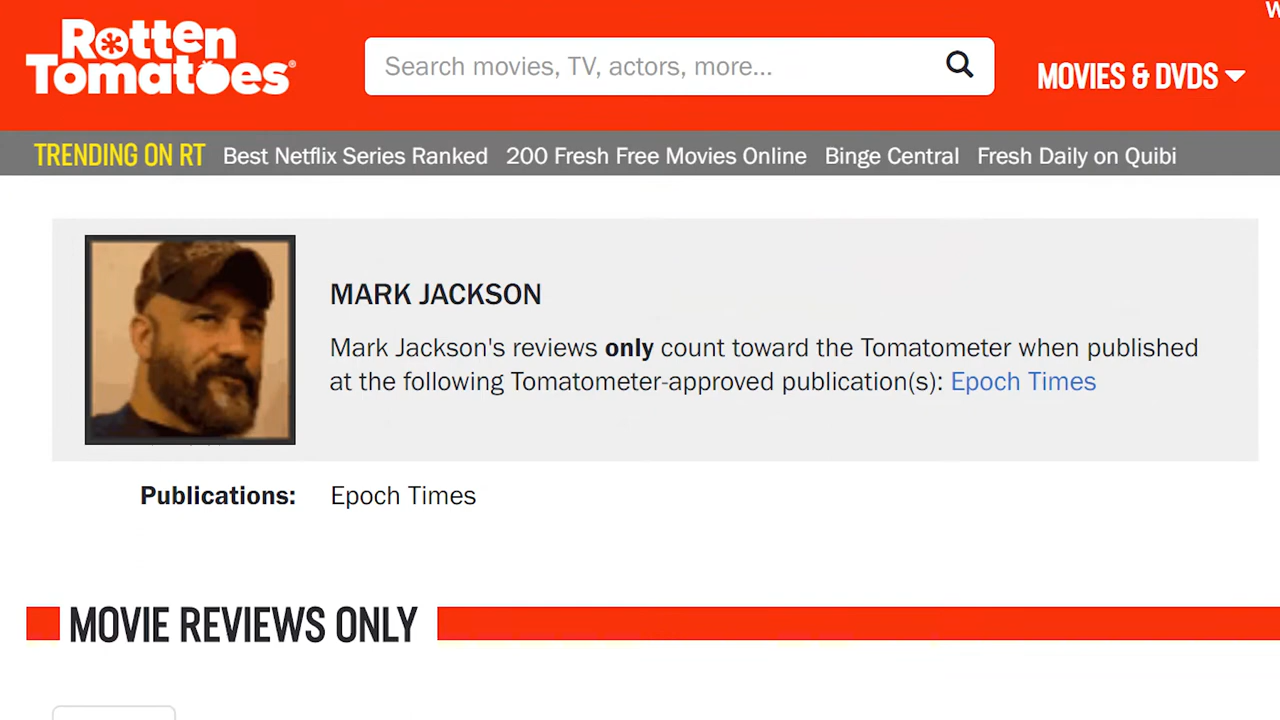 Rotten
Tomatoes®
Search movies, TV, actors, more...
MOVIES & DVDS
TRENDING ON RT Best Netflix Series Ranked 200 Fresh Free Movies Online Binge Central Fresh Daily on Quibi
MARK JACKSON
Mark Jackson's reviews only count toward the Tomatometer when published
at the following Tomatometer-approved publication(s): Epoch Times
Publications: Epoch Times
MOVIE REVIEWS ONLY